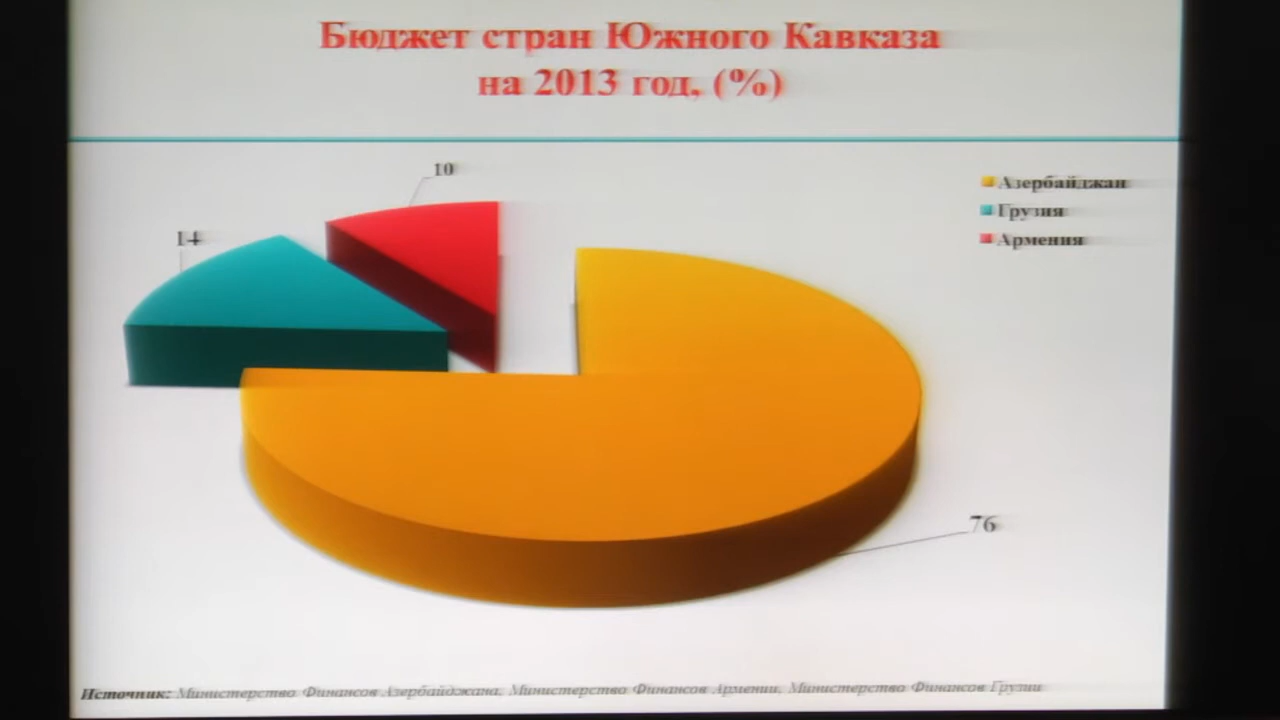 Бюджет стран Южного Кавказа
на 2013 год, (%)
10
14
Азербайджан
Грузия
Армения
76
Источник: Министерство Финансов Азербайджана, Министерство Финансов Армении, Министерство Финансов Грузии